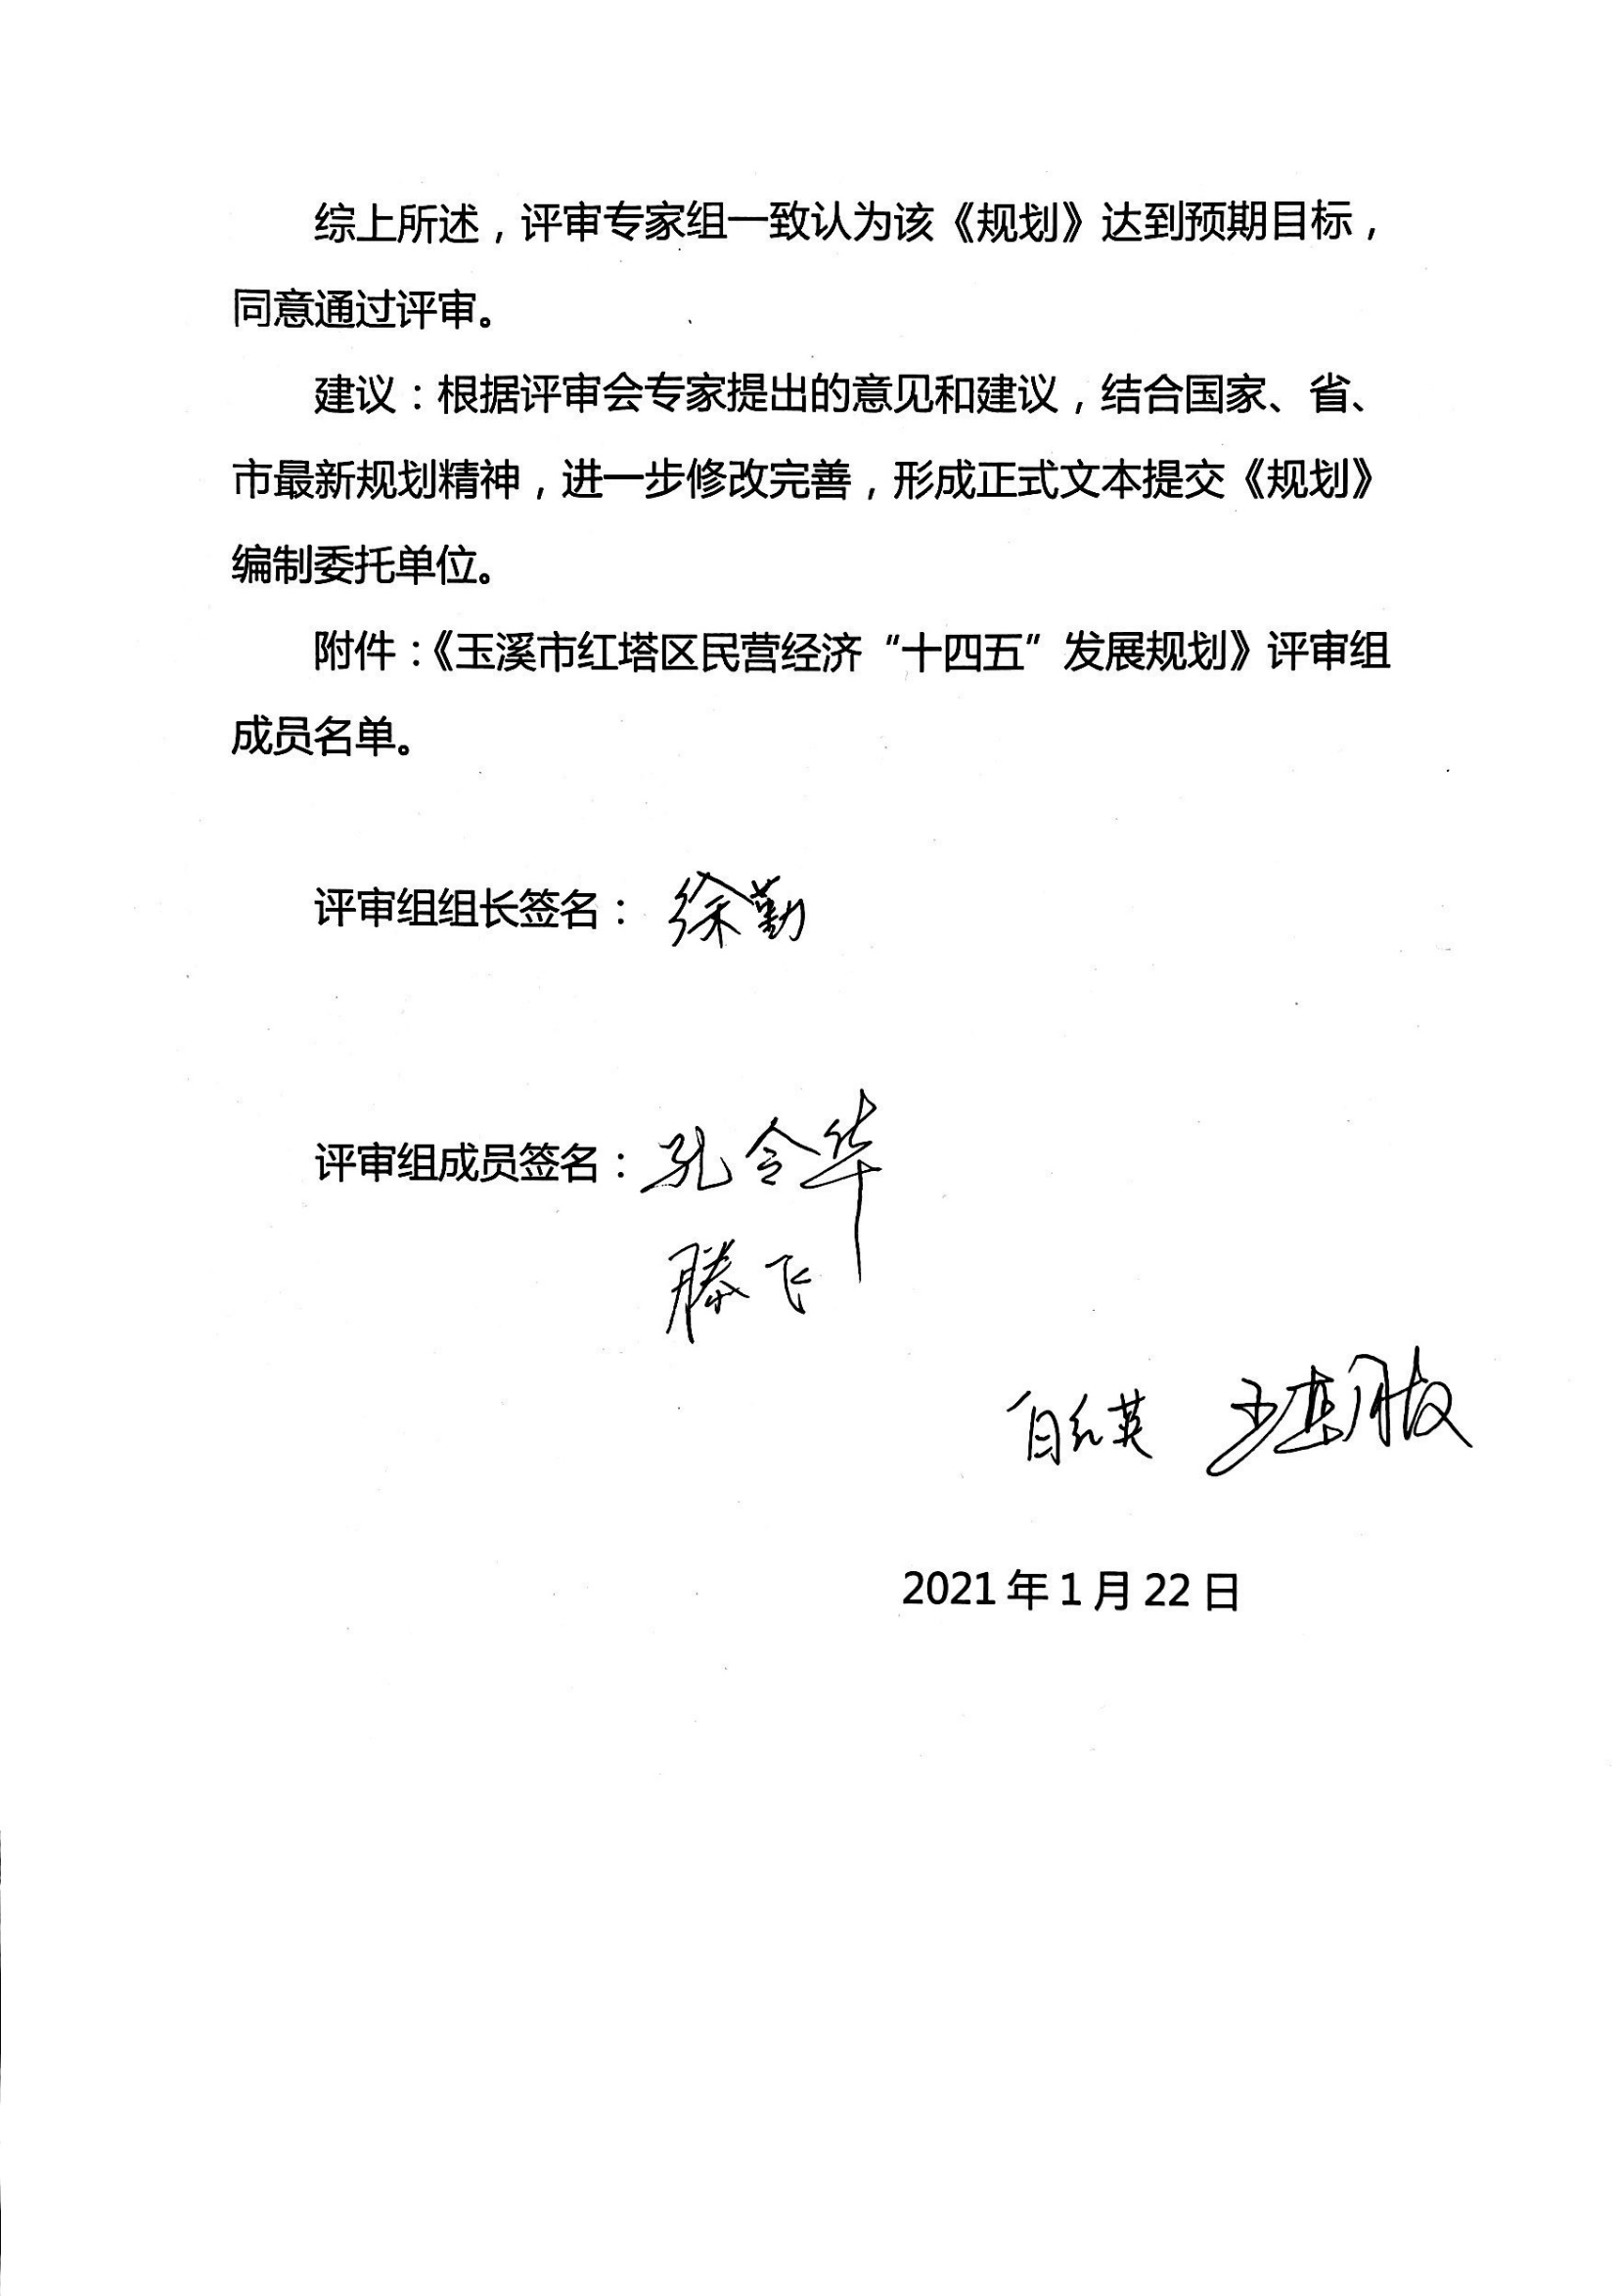 综上所述，评审专家组一致认为该《规划》达到预期目标，
同意通过评审。
建议：根据评审会专家提出的意见和建议，结合国家、省、
市最新规划精神，进一步修改完善，形成正式文本提交《规划》
编制委托单位。
附件：《玉溪市红塔区民营经济“十四五”发展规划》评审组
成员名单。
评审组组长签名：徐勤
评审组成员签名：孔令华
滕飞
自红英
2021年1月22日